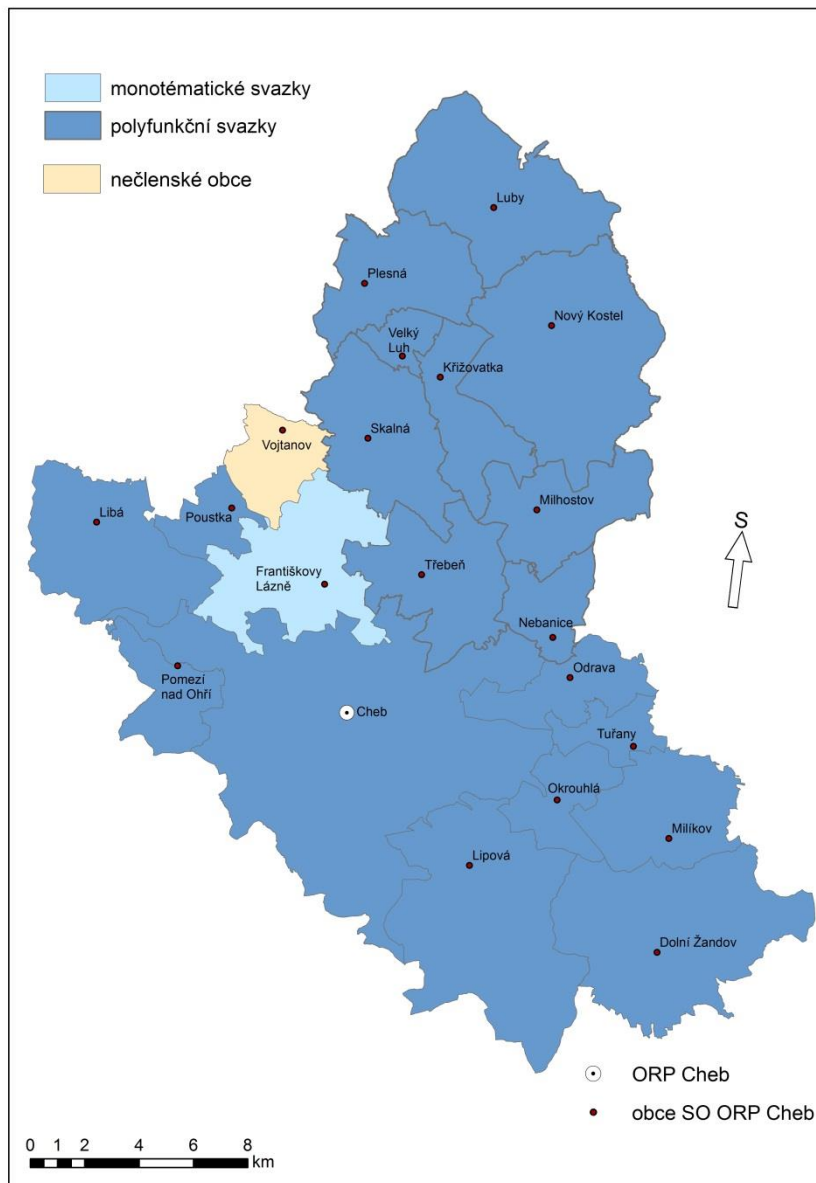 monotématické svazky
polyfunkční svazky
nečlenské obce
Luby
Plesná
Nový Kostel
Velký
Luh
Křižovatka
Vojtanov
Skalná
Libá
Poustka
Milhostov
S
Františkovy
Lázně
Třebeň
Nebanice
Odrava
Pomezí
nad Ohří
Cheb
Tuřany
Okrouhlá
Milíkov
Lipová
Dolní Žandov
ORP Cheb
obce SO ORP Cheb
0 1 2 4 6 8
km